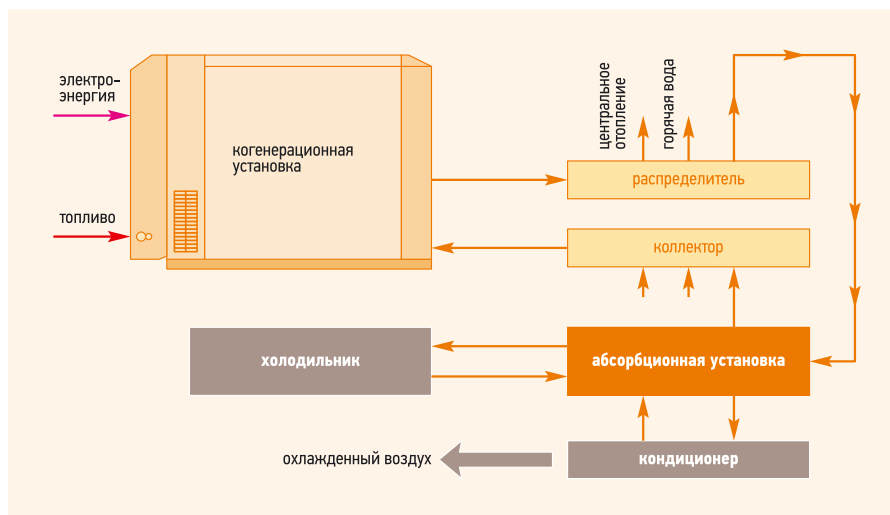 электро-
энергия
когенерационная
установка
топливо
центральное
отопление
горячая вода
распределитель
коллектор
холодильник
абсорбционная установка
охлажденный воздух
кондиционер